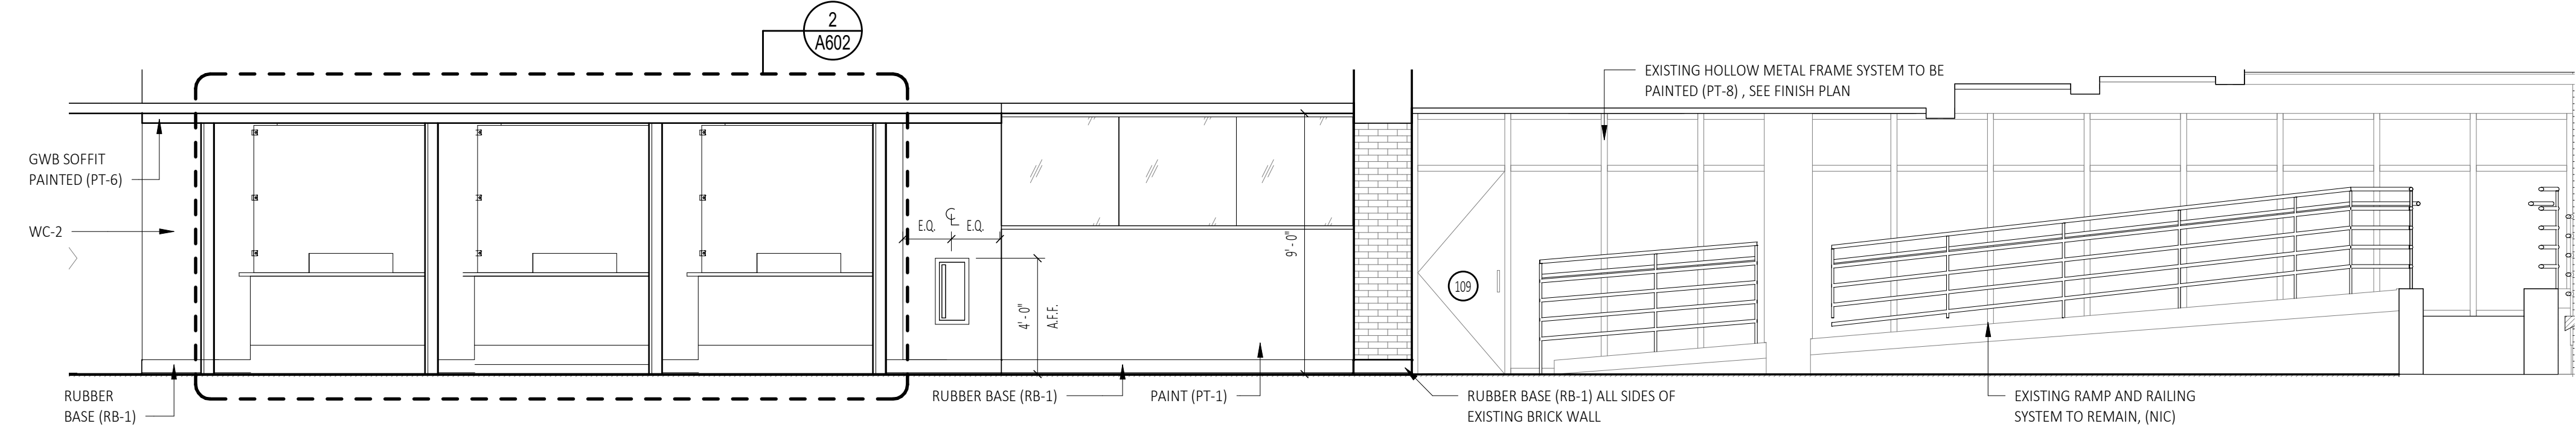 2
A602
EXISTING HOLLOW METAL FRAME SYSTEM TO BE
PAINTED (PT-8) , SEE FINISH PLAN
GWB SOFFIT
PAINTED (PT-6)
WC-2
E.Q.
CL
E.Q.
9' - 0"
4' - 0"
A.F.F.
109
RUBBER
BASE (RB-1)
RUBBER BASE (RB-1)
PAINT (PT-1)
RUBBER BASE (RB-1) ALL SIDES OF
EXISTING BRICK WALL
EXISTING RAMP AND RAILING
SYSTEM TO REMAIN, (NIC)